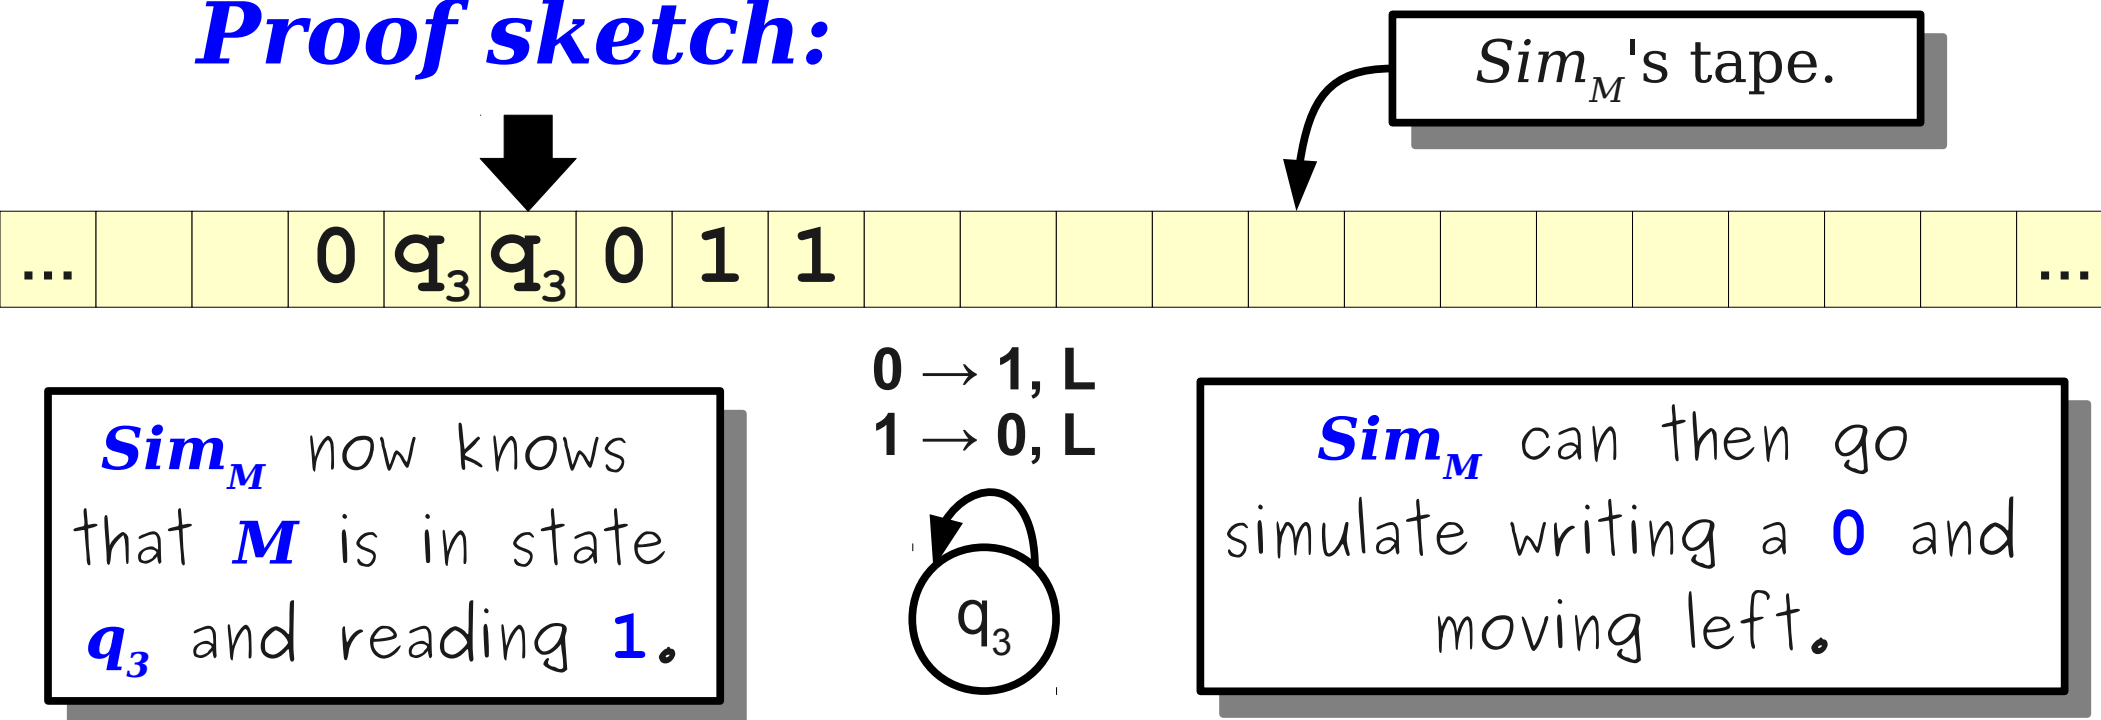 Proof sketch:
Sim_M's tape.
... 0 q₃ q₃ 0 1 1 ...
0 → 1, L
1 → 0, L
Sim_M now knows
that M is in state
q₃ and reading 1.
q₃
Sim_M can then go
simulate writing a 0 and
moving left.